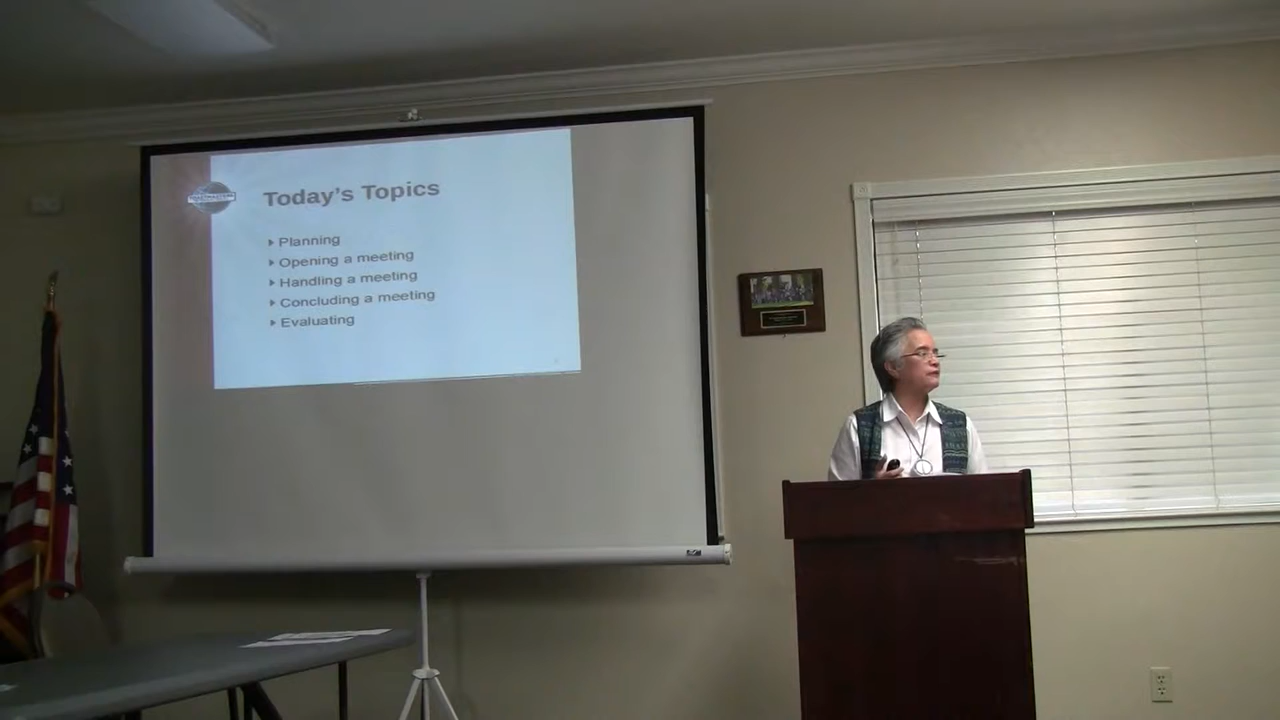 Today's Topics
Planning
Opening a meeting
Handling a meeting
Concluding a meeting
Evaluating